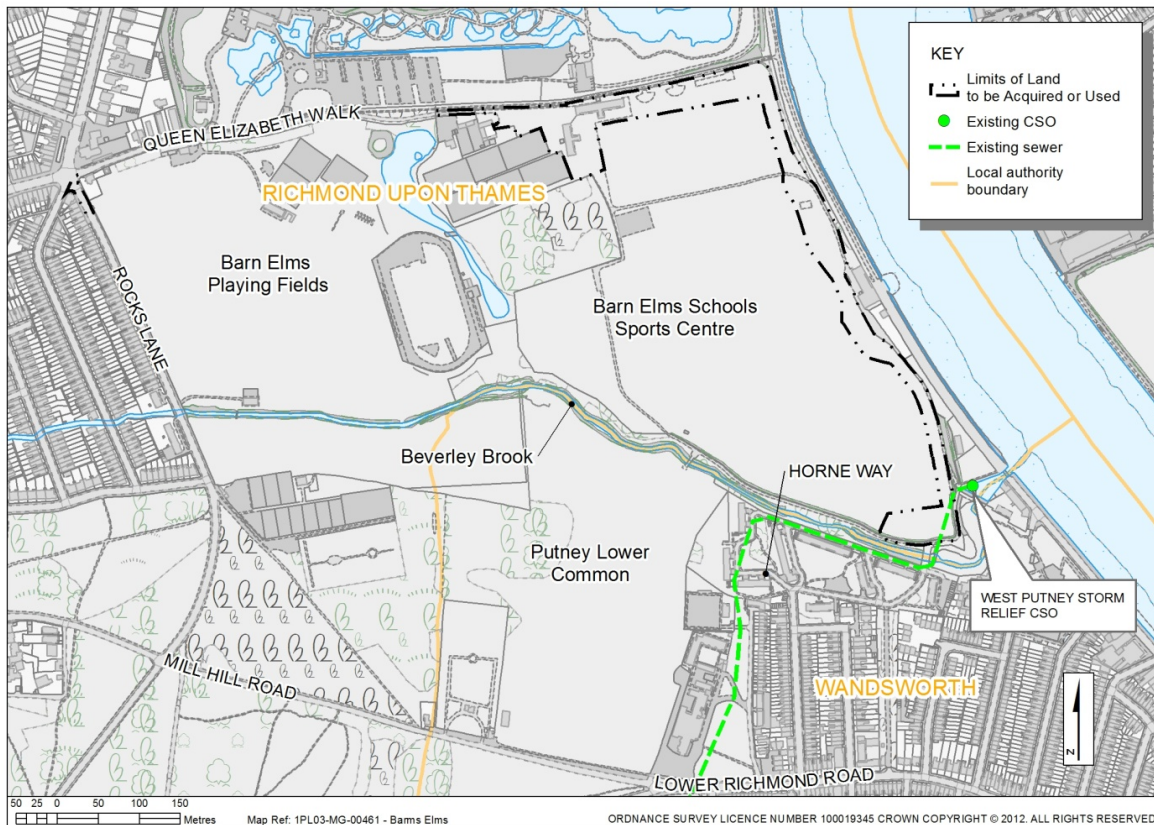 KEY
Limits of Land
to be Acquired or Used
Existing CSO
Existing sewer
Local authority
boundary
QUEEN ELIZABETH WALK
RICHMOND UPON THAMES
Barn Elms
Playing Fields
ROCKS LANE
Barn Elms Schools
Sports Centre
Beverley Brook
HORNE WAY
Putney Lower
Common
WEST PUTNEY STORM
RELIEF CSO
MILL HILL ROAD
WANDSWORTH
N
LOWER RICHMOND ROAD
50 25 0 50 100 150
Metres
Map Ref: 1PL03-MG-00461 - Barms Elms
ORDNANCE SURVEY LICENCE NUMBER 100019345 CROWN COPYRIGHT © 2012. ALL RIGHTS RESERVED